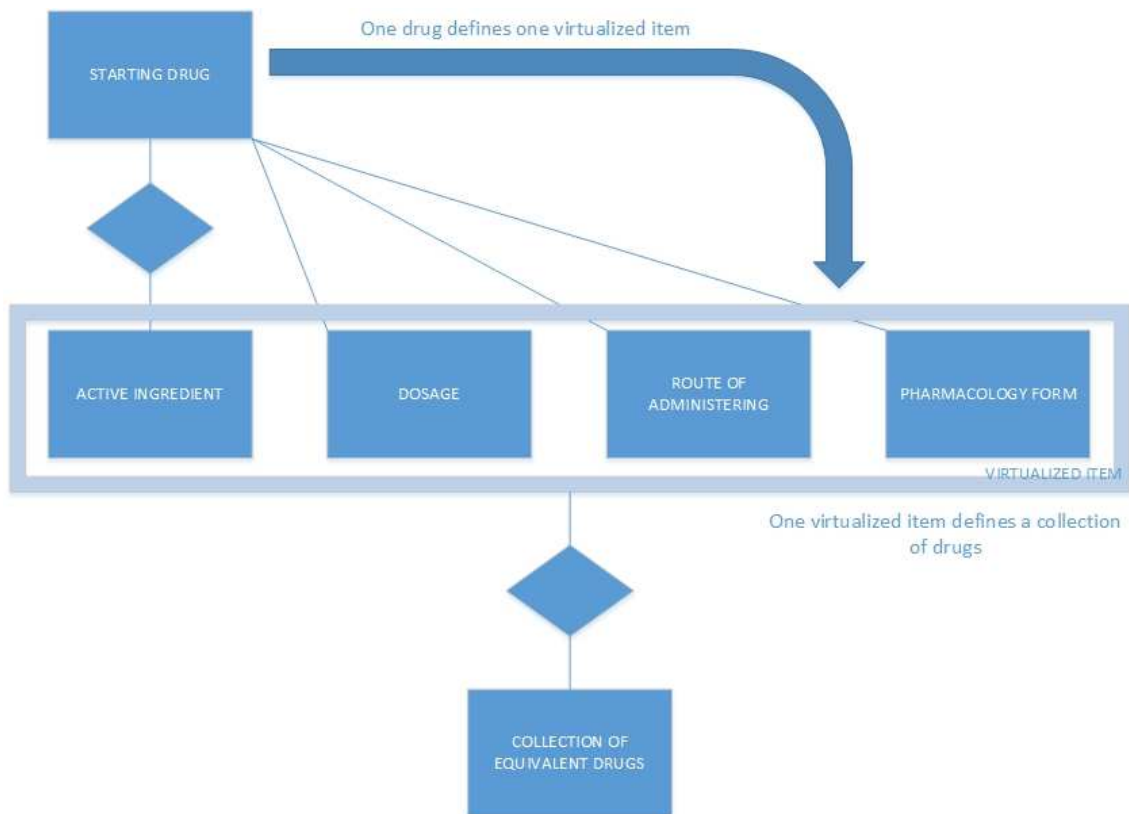 One drug defines one virtualized item
STARTING DRUG
ACTIVE INGREDIENT
DOSAGE
ROUTE OF
ADMINISTERING
PHARMACOLOGY FORM
VIRTUALIZED ITEM
One virtualized item defines a collection
of drugs
COLLECTION OF
EQUIVALENT DRUGS